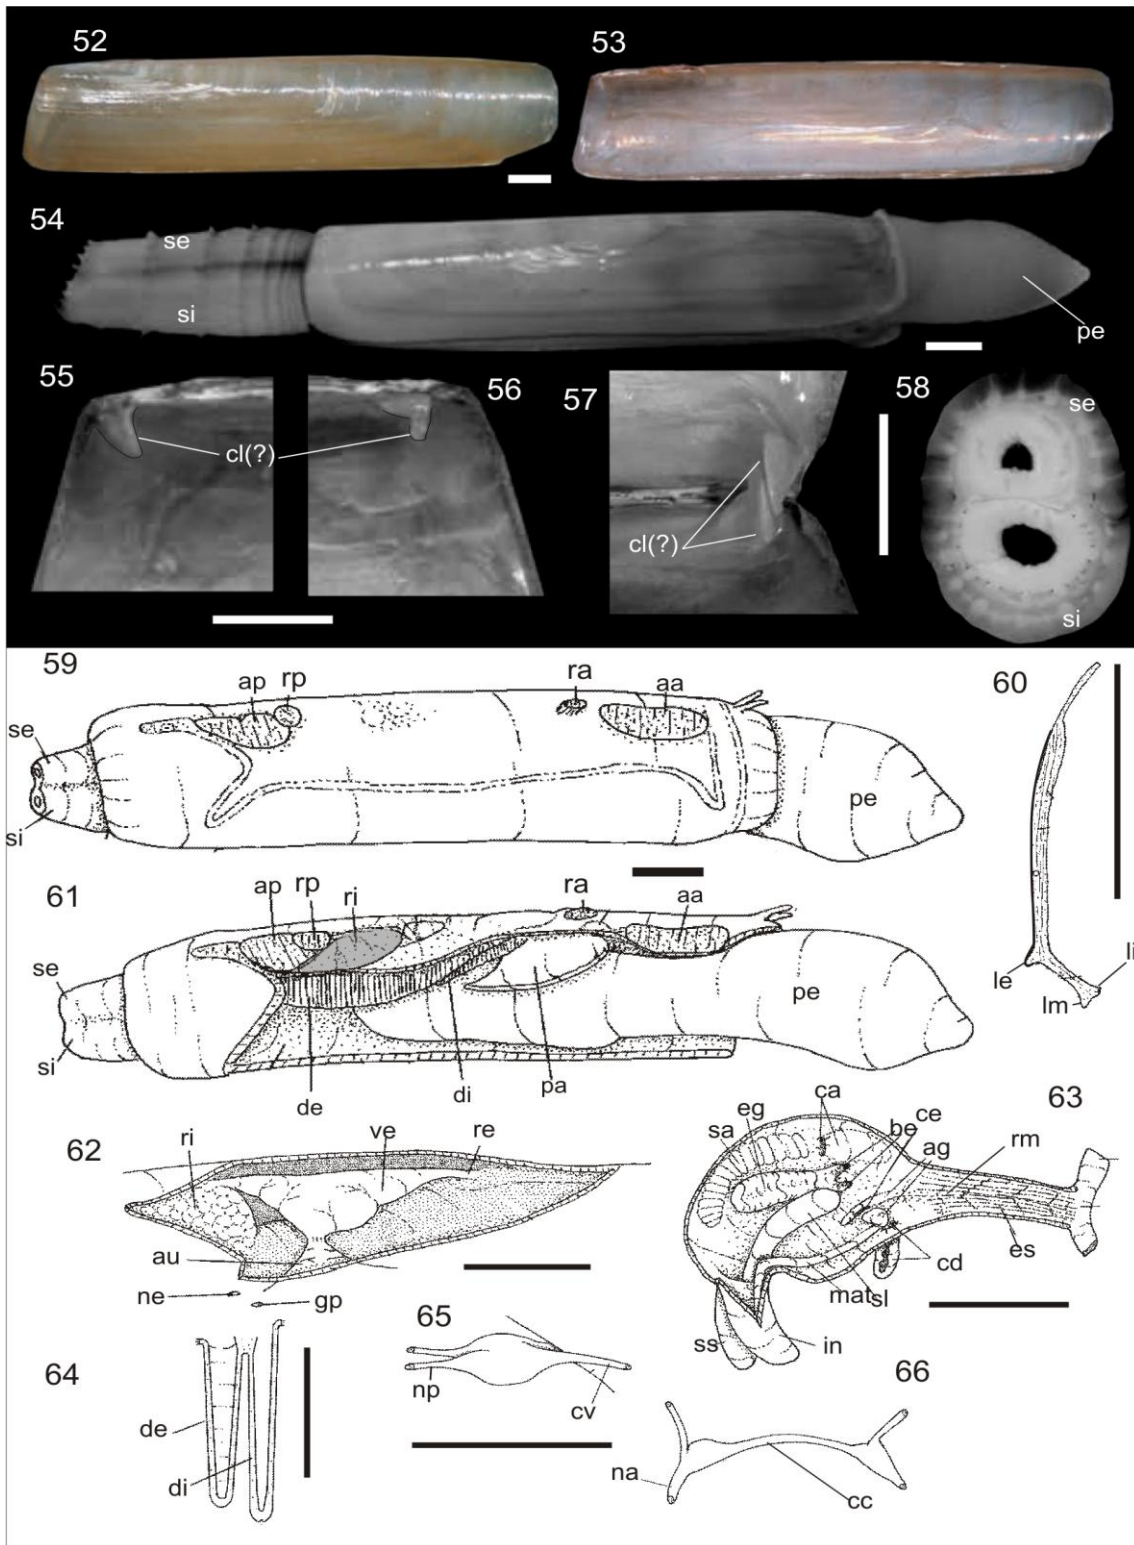 52
53
54
se
si
pe
55
56
cl(?)
57
cl(?)
58
se
si
59
ap
rp
ra
aa
se
si
pe
60
le
lm
li
61
ap
rp
ri
ra
aa
se
si
de
di
pa
pe
62
ri
ve
re
au
ne
gp
63
sa
eg
ca
be
ce
ag
rm
es
cd
mat
sl
ss
in
64
de
di
65
np
cv
66
na
cc